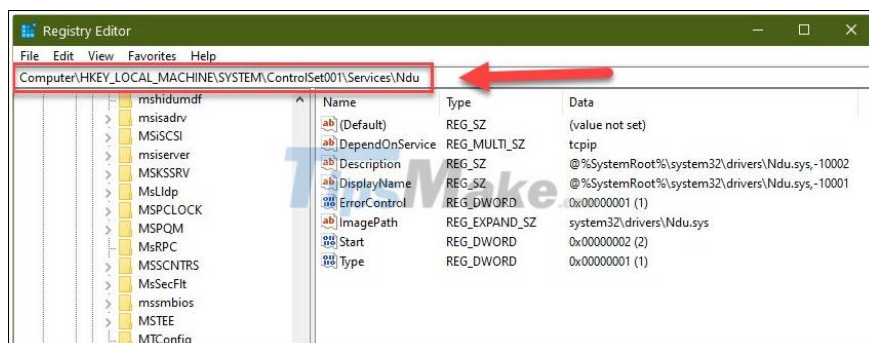 Registry Editor
File Edit View Favorites Help
Computer\HKEY_LOCAL_MACHINE\SYSTEM\ControlSet001\Services\Ndu
mshidumdf
msisadrv
MSiSCSI
msiserver
MSKSSRV
MsLldp
MSPCLOCK
MSPQM
MsRPC
MSSCNTRS
MsSecFlt
mssmbios
MSTEE
MTConfig
Name Type Data
(Default) REG_SZ (value not set)
DependOnService REG_MULTI_SZ tcpip
Description REG_SZ @%SystemRoot%\system32\drivers\Ndu.sys,-10002
DisplayName REG_SZ @%SystemRoot%\system32\drivers\Ndu.sys,-10001
ErrorControl REG_DWORD 0x00000001 (1)
ImagePath REG_EXPAND_SZ system32\drivers\Ndu.sys
Start REG_DWORD 0x00000002 (2)
Type REG_DWORD 0x00000001 (1)
TipsMake.com